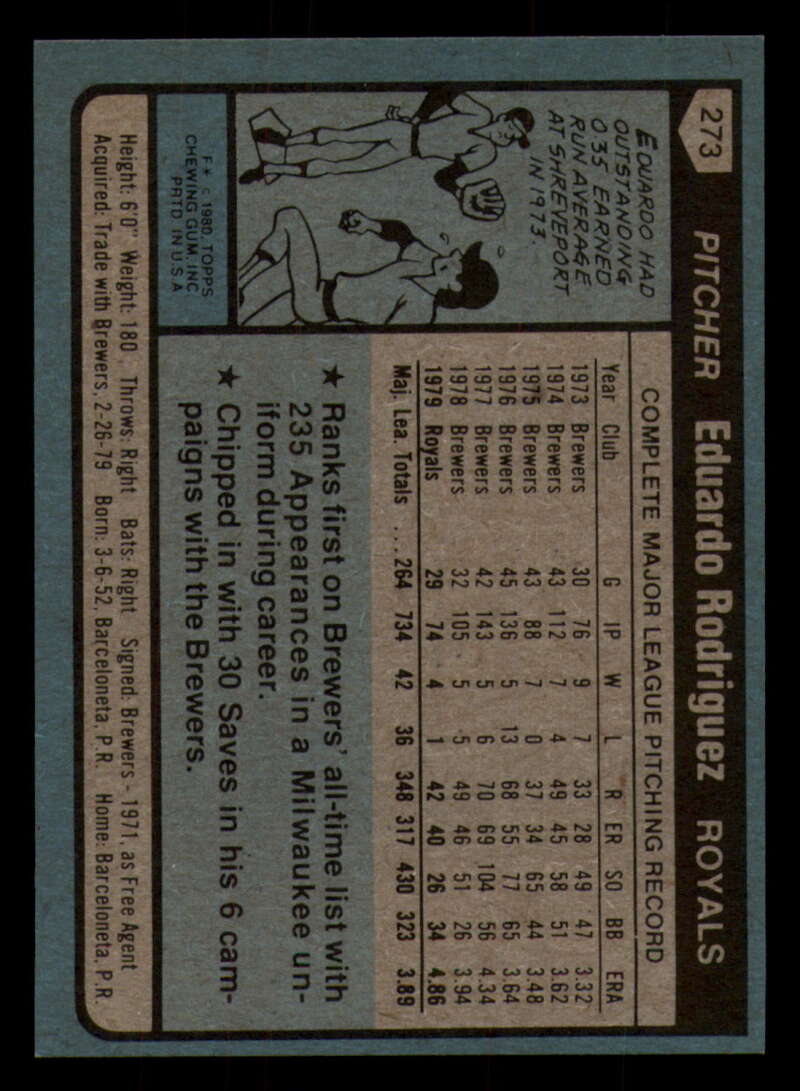 273 PITCHER Eduardo Rodriguez ROYALS
EDUARDO HAD
OUTSTANDING
0.35 EARNED
RUN AVERAGE
AT SHREVEPORT
IN 1973.
F* © 1980 TOPPS
CHEWING GUM, INC.
PRTD IN U S A
COMPLETE MAJOR LEAGUE PITCHING RECORD
Year Club G IP W L R ER SO BB ERA
1973 Brewers 30 76 9 7 33 28 49 47 3.32
1974 Brewers 43 112 7 4 49 45 58 51 3.62
1975 Brewers 43 88 7 0 37 34 65 44 3.48
1976 Brewers 45 136 5 13 68 55 77 65 3.64
1977 Brewers 42 143 5 6 70 69 104 56 4.34
1978 Brewers 32 105 5 5 49 46 51 26 3.94
1979 Royals 29 74 4 1 42 40 26 34 4.86
Maj. Lea. Totals ... 264 734 42 36 348 317 430 323 3.89
★ Ranks first on Brewers' all-time list with
235 Appearances in a Milwaukee un-
iform during career.
★ Chipped in with 30 Saves in his 6 cam-
paigns with the Brewers.
Height: 6'0" Weight: 180 Throws: Right Bats: Right Signed: Brewers - 1971, as Free Agent
Acquired: Trade with Brewers, 2-26-79 Born: 3-6-52, Barceloneta, P.R. Home: Barceloneta, P.R.